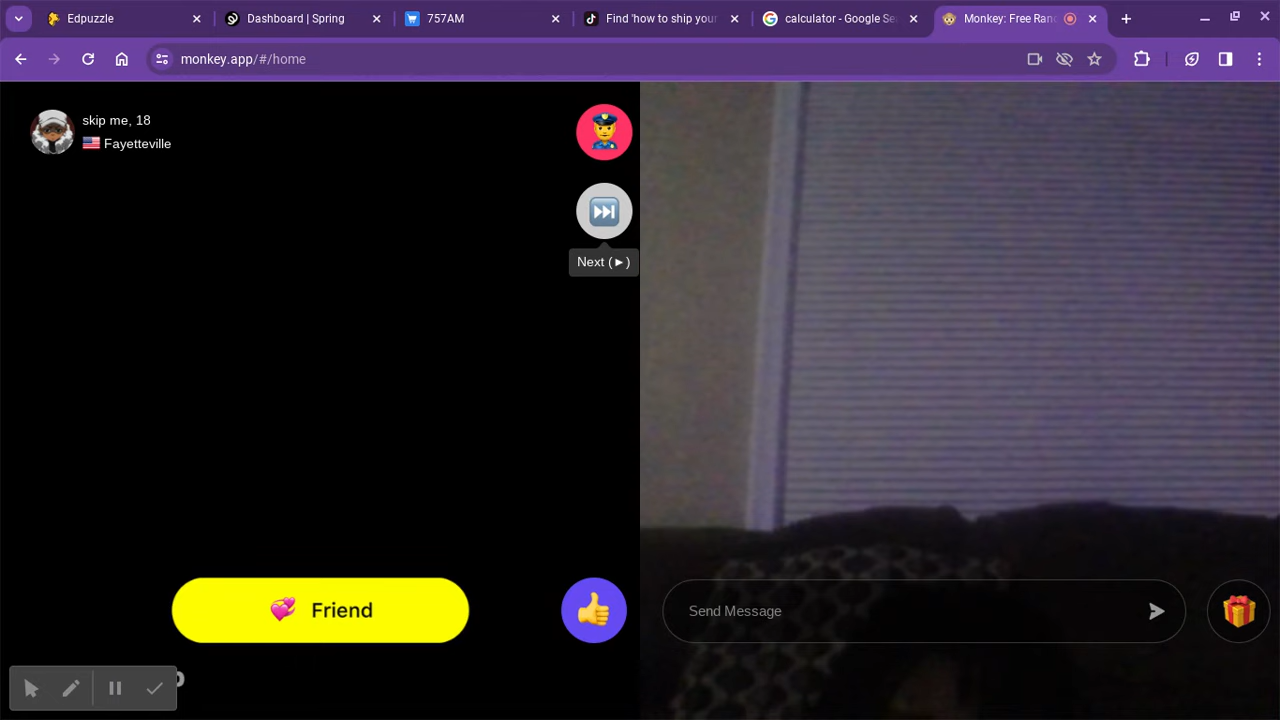 Edpuzzle
Dashboard | Spring
757AM
Find 'how to ship your
calculator - Google Se
Monkey: Free Ran
monkey.app/#/home
skip me, 18
Fayetteville
Next (►)
Friend
Send Message